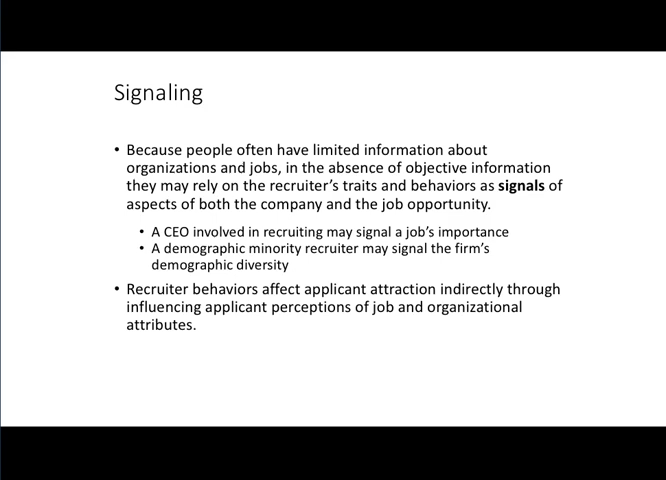 Signaling
• Because people often have limited information about
organizations and jobs, in the absence of objective information
they may rely on the recruiter's traits and behaviors as signals of
aspects of both the company and the job opportunity.
• A CEO involved in recruiting may signal a job's importance
• A demographic minority recruiter may signal the firm's
demographic diversity
• Recruiter behaviors affect applicant attraction indirectly through
influencing applicant perceptions of job and organizational
attributes.